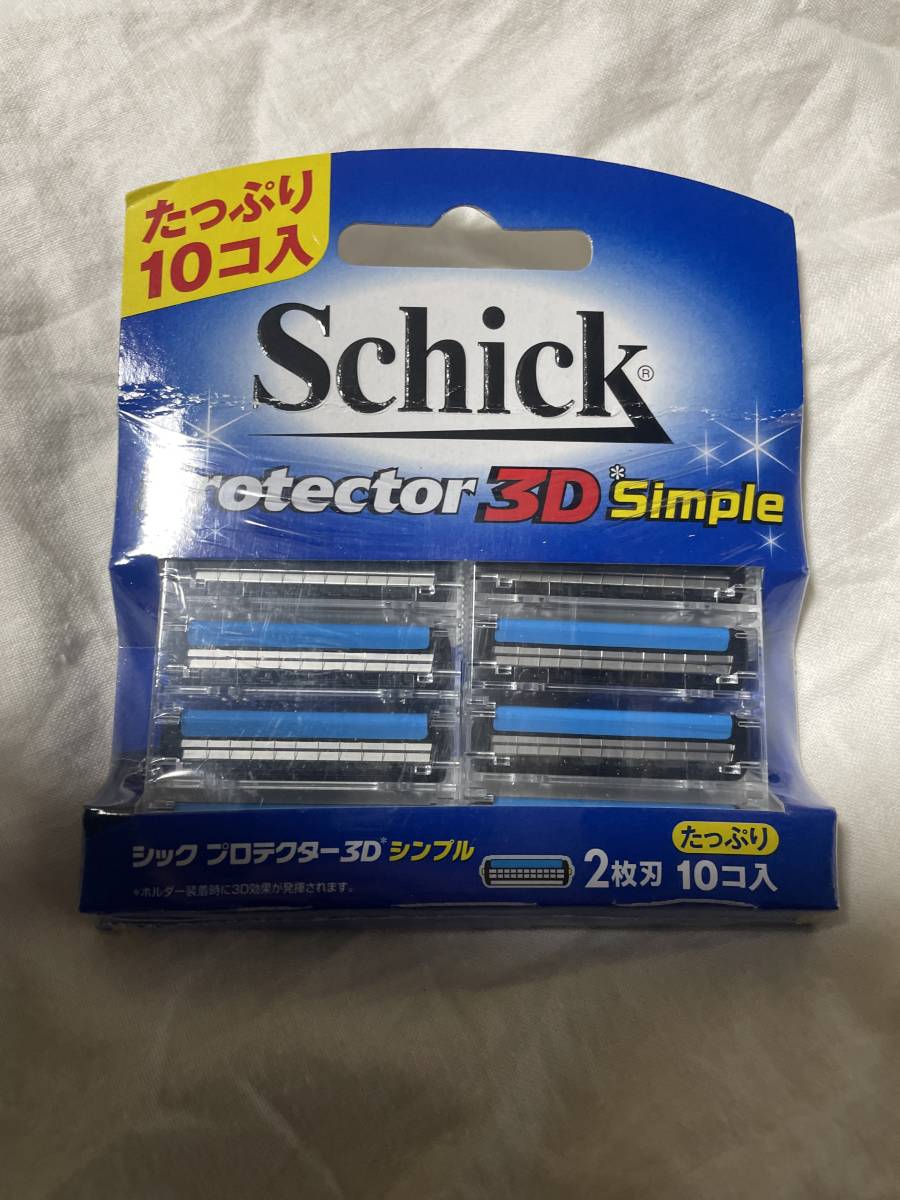 たっぷり
10コ入
Schick®
Protector 3D* Simple
シック プロテクター3D* シンプル
*ホルダー装着時に3D効果が発揮されます。
2枚刃
たっぷり
10コ入